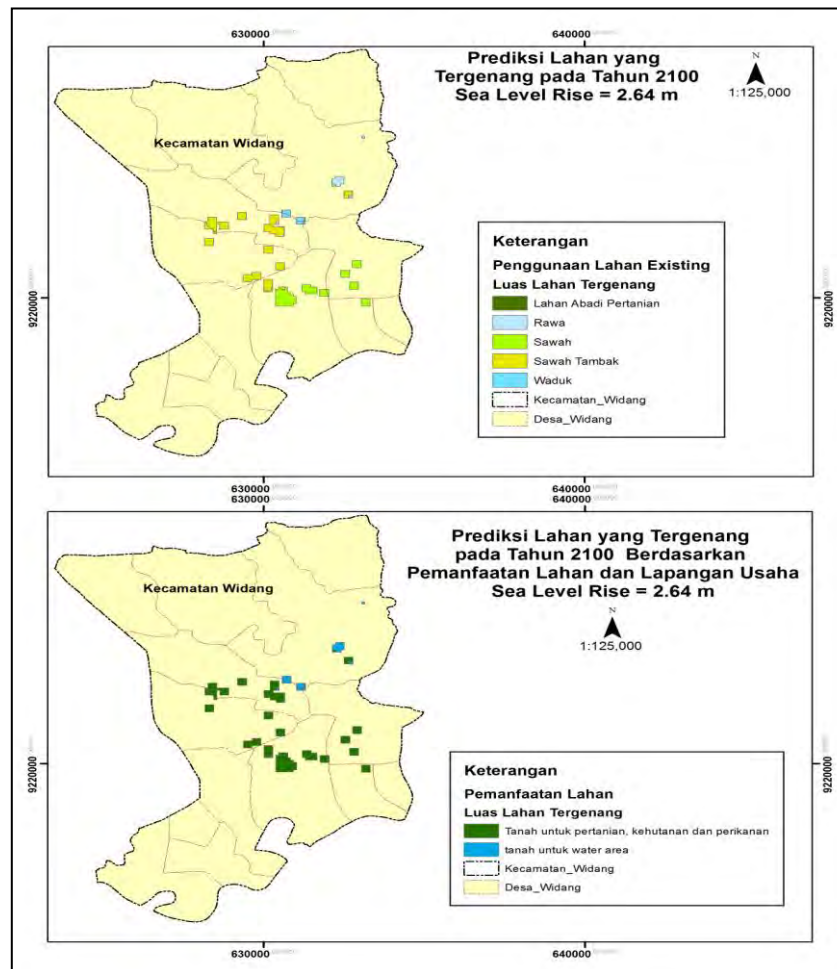 630000
640000
Prediksi Lahan yang
Tergenang pada Tahun 2100
Sea Level Rise = 2.64 m
N
1:125,000
Kecamatan Widang
9220000
9220000
Keterangan
Penggunaan Lahan Existing
Luas Lahan Tergenang
Lahan Abadi Pertanian
Rawa
Sawah
Sawah Tambak
Waduk
Kecamatan_Widang
Desa_Widang
630000
640000
630000
640000
Prediksi Lahan yang Tergenang
pada Tahun 2100 Berdasarkan
Pemanfaatan Lahan dan Lapangan Usaha
Sea Level Rise = 2.64 m
N
1:125,000
Kecamatan Widang
9220000
9220000
Keterangan
Pemanfaatan Lahan
Luas Lahan Tergenang
Tanah untuk pertanian, kehutanan dan perikanan
tanah untuk water area
Kecamatan_Widang
Desa_Widang
630000
640000